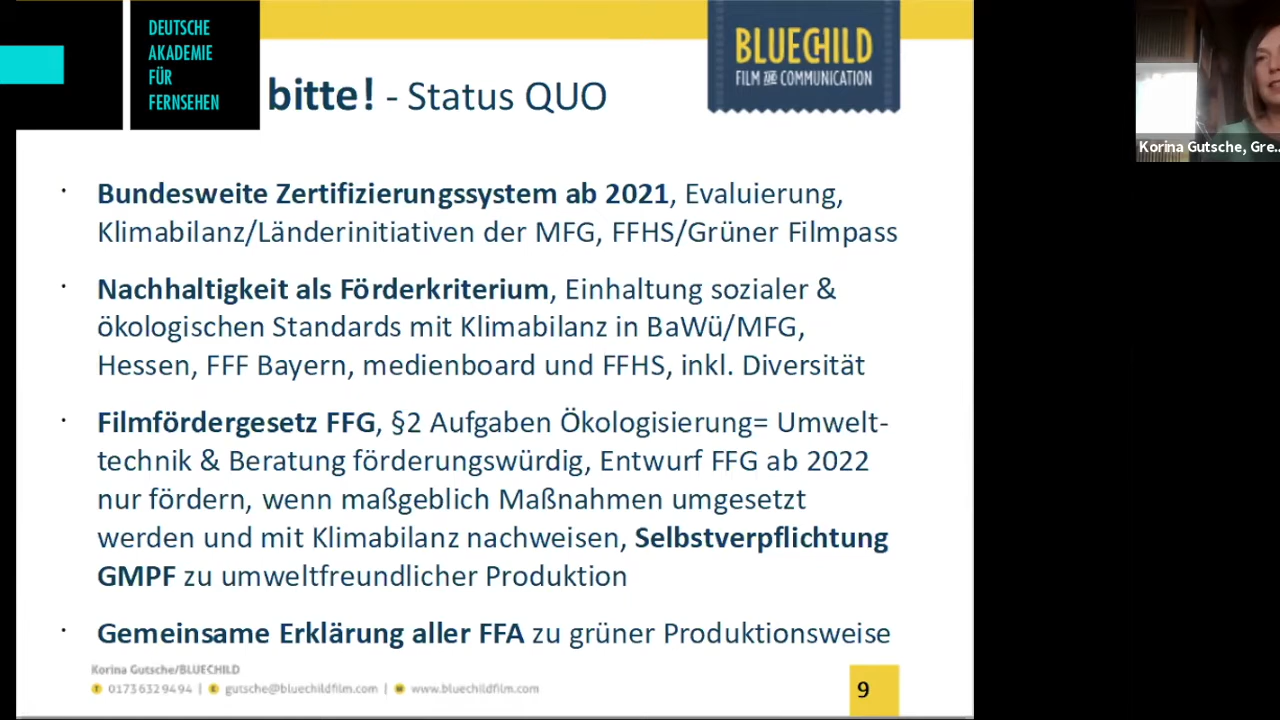 DEUTSCHE
AKADEMIE
FÜR
FERNSEHEN
bitte! - Status QUO
BLUECHILD
FILM AND COMMUNICATION
Korina Gutsche, Gre...
· Bundesweite Zertifizierungssystem ab 2021, Evaluierung,
Klimabilanz/Länderinitiativen der MFG, FFHS/Grüner Filmpass
· Nachhaltigkeit als Förderkriterium, Einhaltung sozialer &
ökologischen Standards mit Klimabilanz in BaWü/MFG,
Hessen, FFF Bayern, medienboard und FFHS, inkl. Diversität
· Filmfördergesetz FFG, §2 Aufgaben Ökologisierung= Umwelt-
technik & Beratung förderungswürdig, Entwurf FFG ab 2022
nur fördern, wenn maßgeblich Maßnahmen umgesetzt
werden und mit Klimabilanz nachweisen, Selbstverpflichtung
GMPF zu umweltfreundlicher Produktion
· Gemeinsame Erklärung aller FFA zu grüner Produktionsweise
Korina Gutsche/BLUECHILD
T 0173 6329494 | E gutsche@bluechildfilm.com | W www.bluechildfilm.com
9